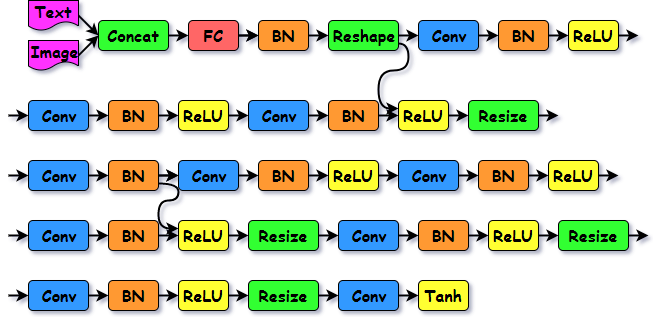 Text
Image
Concat FC BN Reshape Conv BN ReLU
Conv BN ReLU Conv BN ReLU Resize
Conv BN Conv BN ReLU Conv BN ReLU
Conv BN ReLU Resize Conv BN ReLU Resize
Conv BN ReLU Resize Conv Tanh